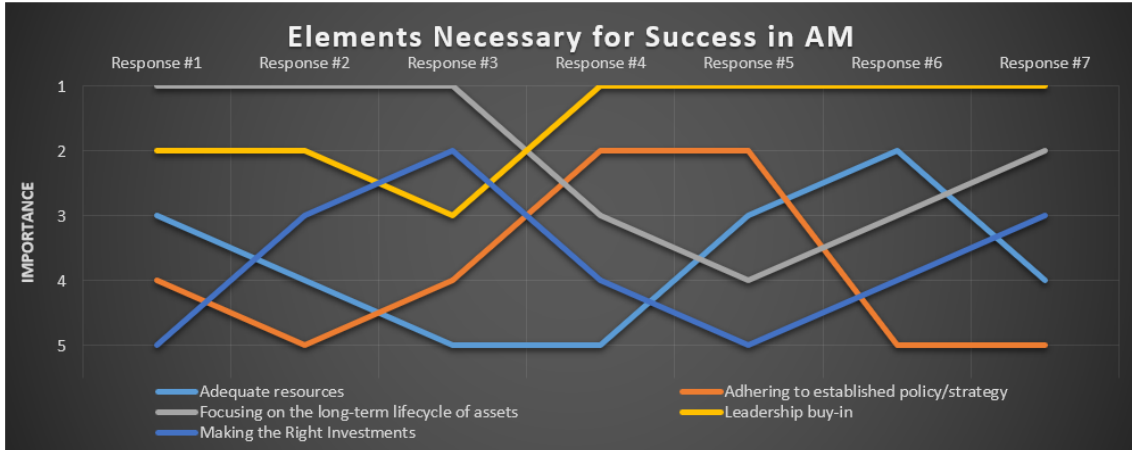 Elements Necessary for Success in AM
Response #1 Response #2 Response #3 Response #4 Response #5 Response #6 Response #7
1
2
3
4
5
IMPORTANCE
Adequate resources
Adhering to established policy/strategy
Focusing on the long-term lifecycle of assets
Leadership buy-in
Making the Right Investments